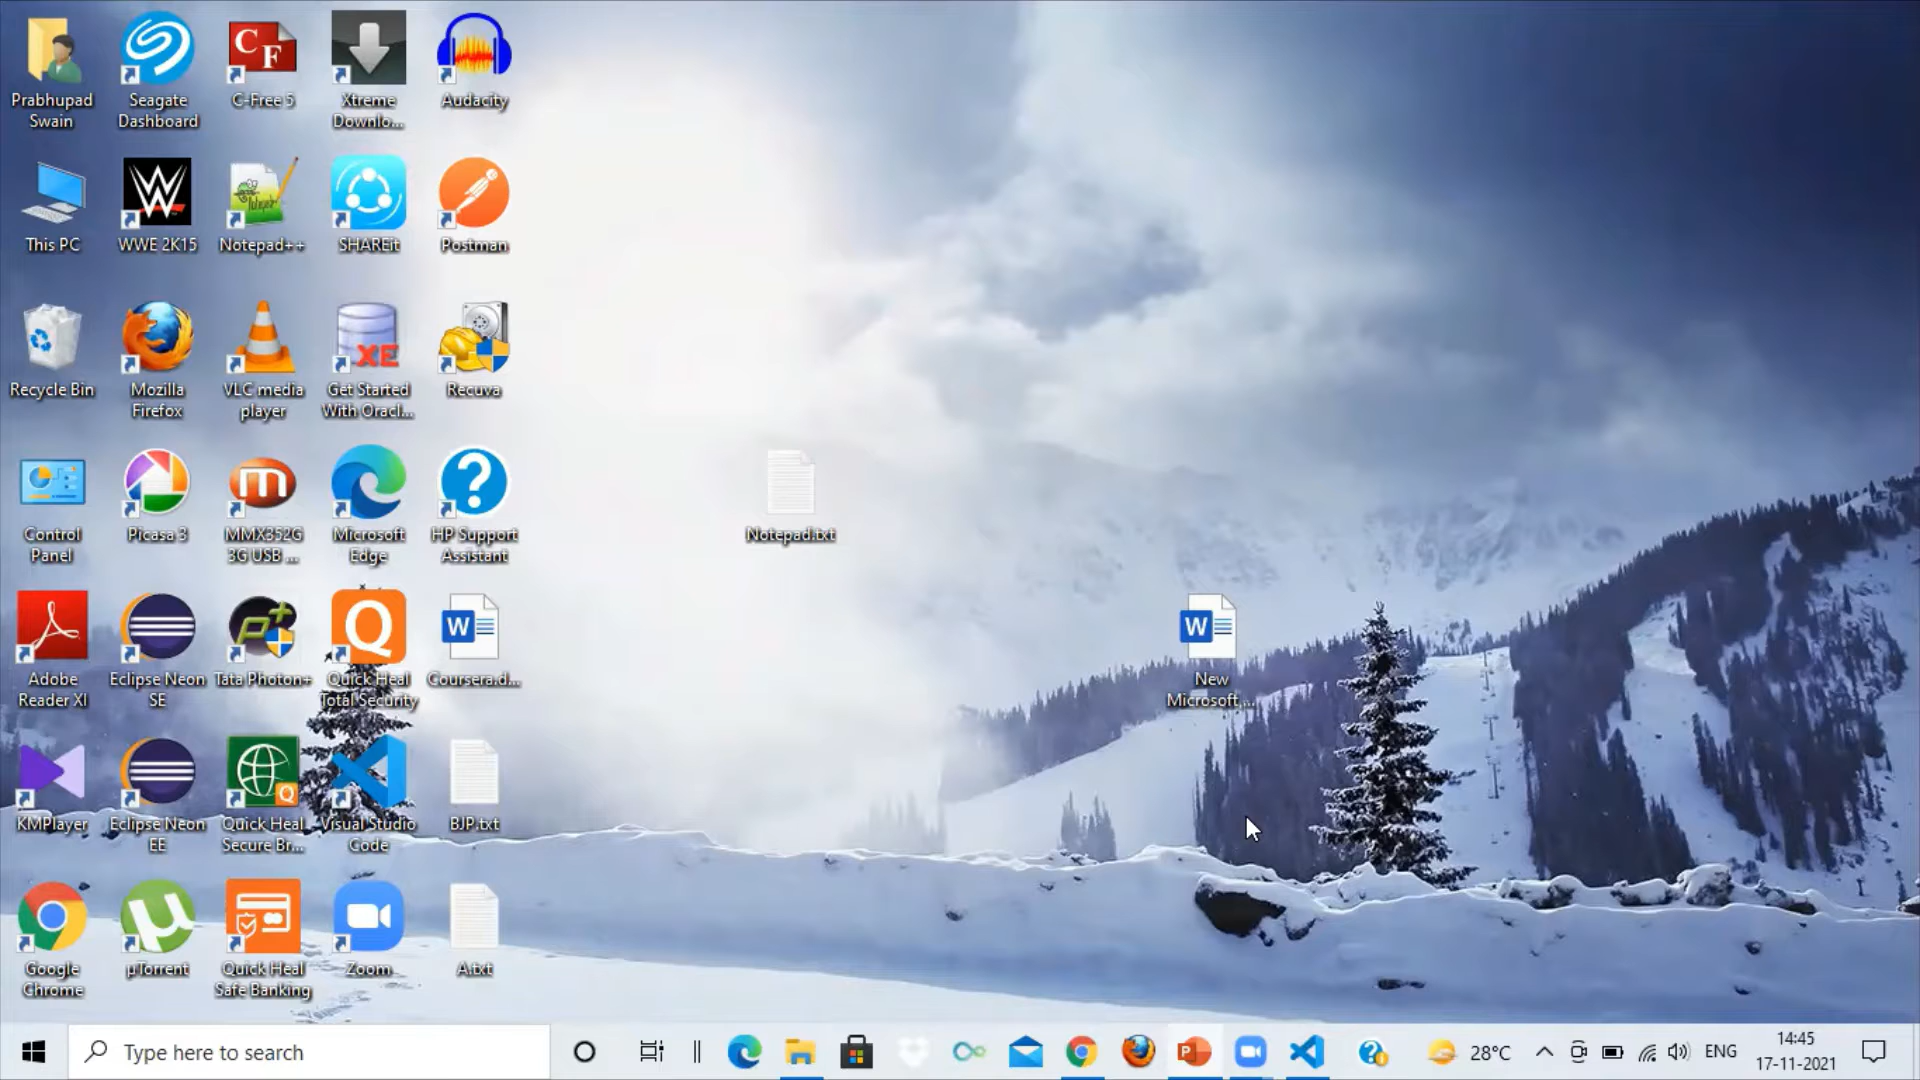 Prabhupad
Swain
Seagate
Dashboard
C-Free 5
Xtreme
Downlo...
Audacity
This PC
WWE 2K15
Notepad++
SHAREit
Postman
Recycle Bin
Mozilla
Firefox
VLC media
player
Get Started
With Oracl...
Recuva
Control
Panel
Picasa 3
MMX352G
3G USB ...
Microsoft
Edge
HP Support
Assistant
Notepad.txt
Adobe
Reader XI
Eclipse Neon
SE
Tata Photon+
Quick Heal
Total Security
Coursera.d...
New
Microsoft ...
KMPlayer
Eclipse Neon
EE
Quick Heal
Secure Br...
Visual Studio
Code
BJP.txt
Google
Chrome
µTorrent
Quick Heal
Safe Banking
Zoom
A.txt
Type here to search
28°C
ENG
14:45
17-11-2021